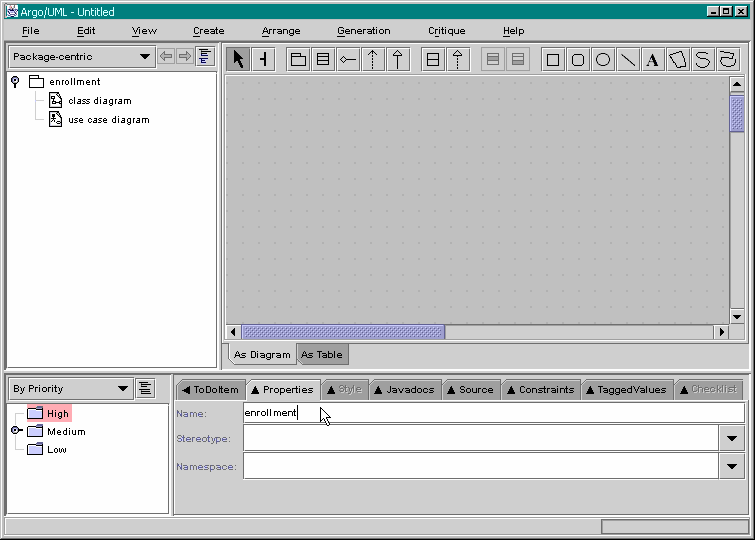 Argo/UML - Untitled
File Edit View Create Arrange Generation Critique Help
Package-centric
A
enrollment
class diagram
use case diagram
As Diagram As Table
By Priority
ToDoItem Properties Style Javadocs Source Constraints TaggedValues Checklist
High
Medium
Low
Name: enrollment
Stereotype:
Namespace: